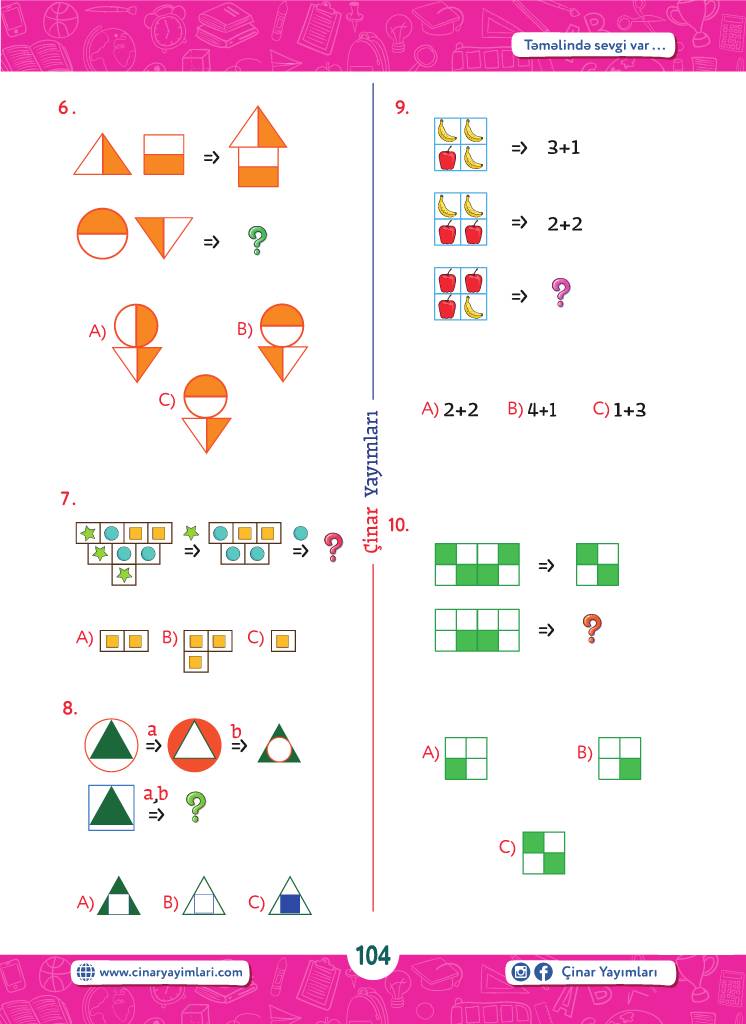 Təməlində sevgi var ...
6.
=>
=> ?
A)
B)
C)
7.
=> => ?
A) B) C)
8.
a b
=> =>
a,b
=> ?
A) B) C)
Çinar Yayımları
9.
=> 3+1
=> 2+2
=> ?
A) 2+2 B) 4+1 C) 1+3
10.
=>
=> ?
A) B)
C)
104
www.cinaryayimlari.com
Çinar Yayımları